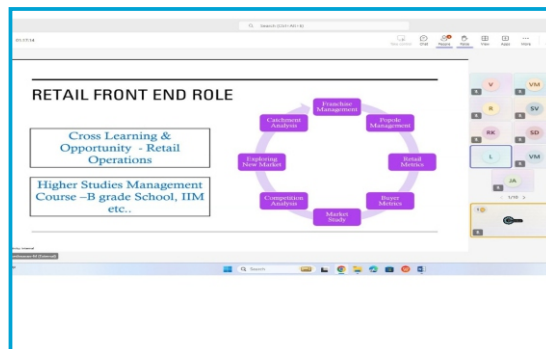 Search (Ctrl+Alt+E)
Chat
People
Raise
View
Apps
More
RETAIL FRONT END ROLE
Cross Learning &
Opportunity - Retail
Operations
Higher Studies Management
Course –B grade School, IIM
etc..,
Franchise
Management
Popole
Management
Retail
Metrics
Buyer
Metrics
Market
Study
Competition
Analysis
Exploring
New Market
Catchment
Analysis
V
VM
R
SV
RK
SD
L
VM
JA
Search